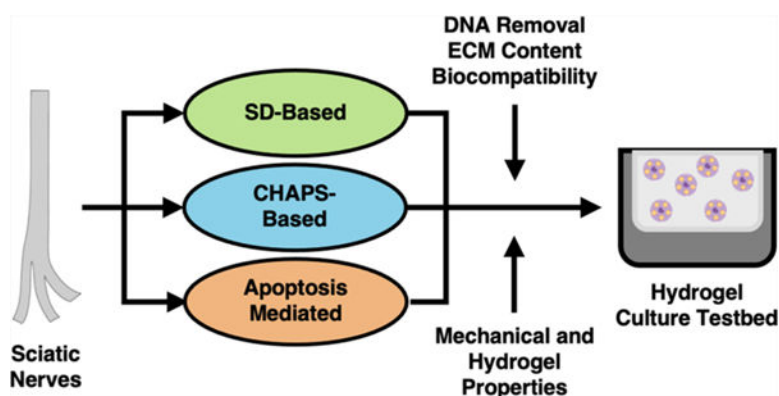 DNA Removal
ECM Content
Biocompatibility
SD-Based
CHAPS-
Based
Apoptosis
Mediated
Sciatic
Nerves
Mechanical and
Hydrogel
Properties
Hydrogel
Culture Testbed